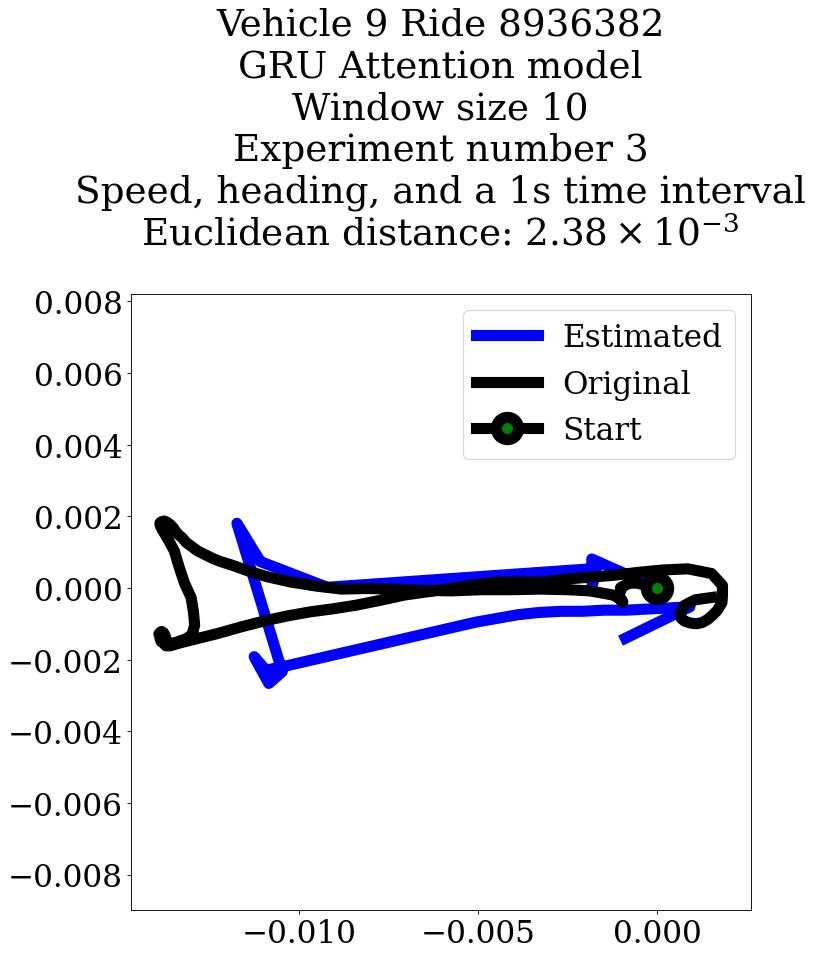 Vehicle 9 Ride 8936382
GRU Attention model
Window size 10
Experiment number 3
Speed, heading, and a 1s time interval
Euclidean distance: 2.38 × 10⁻³
Estimated
Original
Start
0.008
0.006
0.004
0.002
0.000
−0.002
−0.004
−0.006
−0.008
−0.010
−0.005
0.000